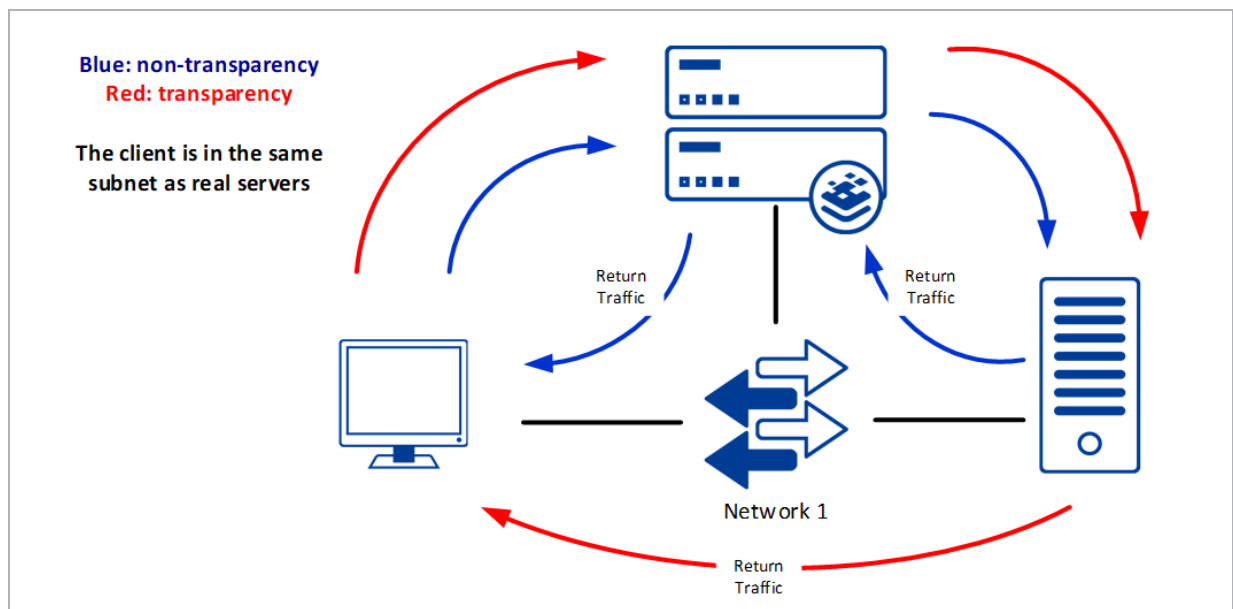 Blue: non-transparency
Red: transparency
The client is in the same
subnet as real servers
Return
Traffic
Return
Traffic
Network 1
Return
Traffic